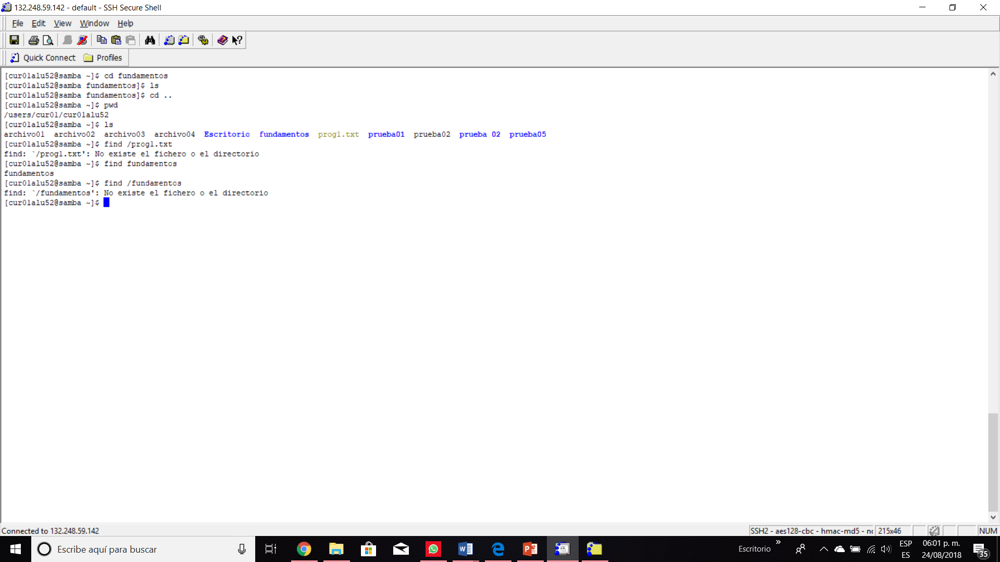 132.248.59.142 - default - SSH Secure Shell
File Edit View Window Help
Quick Connect Profiles
[cur01alu52@samba ~]$ cd fundamentos
[cur01alu52@samba fundamentos]$ ls
[cur01alu52@samba fundamentos]$ cd ..
[cur01alu52@samba ~]$ pwd
/users/cur01/cur01alu52
[cur01alu52@samba ~]$ ls
archivo01 archivo02 archivo03 archivo04 Escritorio fundamentos prog1.txt prueba01 prueba02 prueba 02 prueba05
[cur01alu52@samba ~]$ find /prog1.txt
find: `/prog1.txt': No existe el fichero o el directorio
[cur01alu52@samba ~]$ find fundamentos
fundamentos
[cur01alu52@samba ~]$ find /fundamentos
find: `/fundamentos': No existe el fichero o el directorio
[cur01alu52@samba ~]$
Connected to 132.248.59.142
SSH2 - aes128-cbc - hmac-md5 - nc 215x46 NUM
Escribe aquí para buscar
Escritorio
ESP
ES
06:01 p. m.
24/08/2018
35